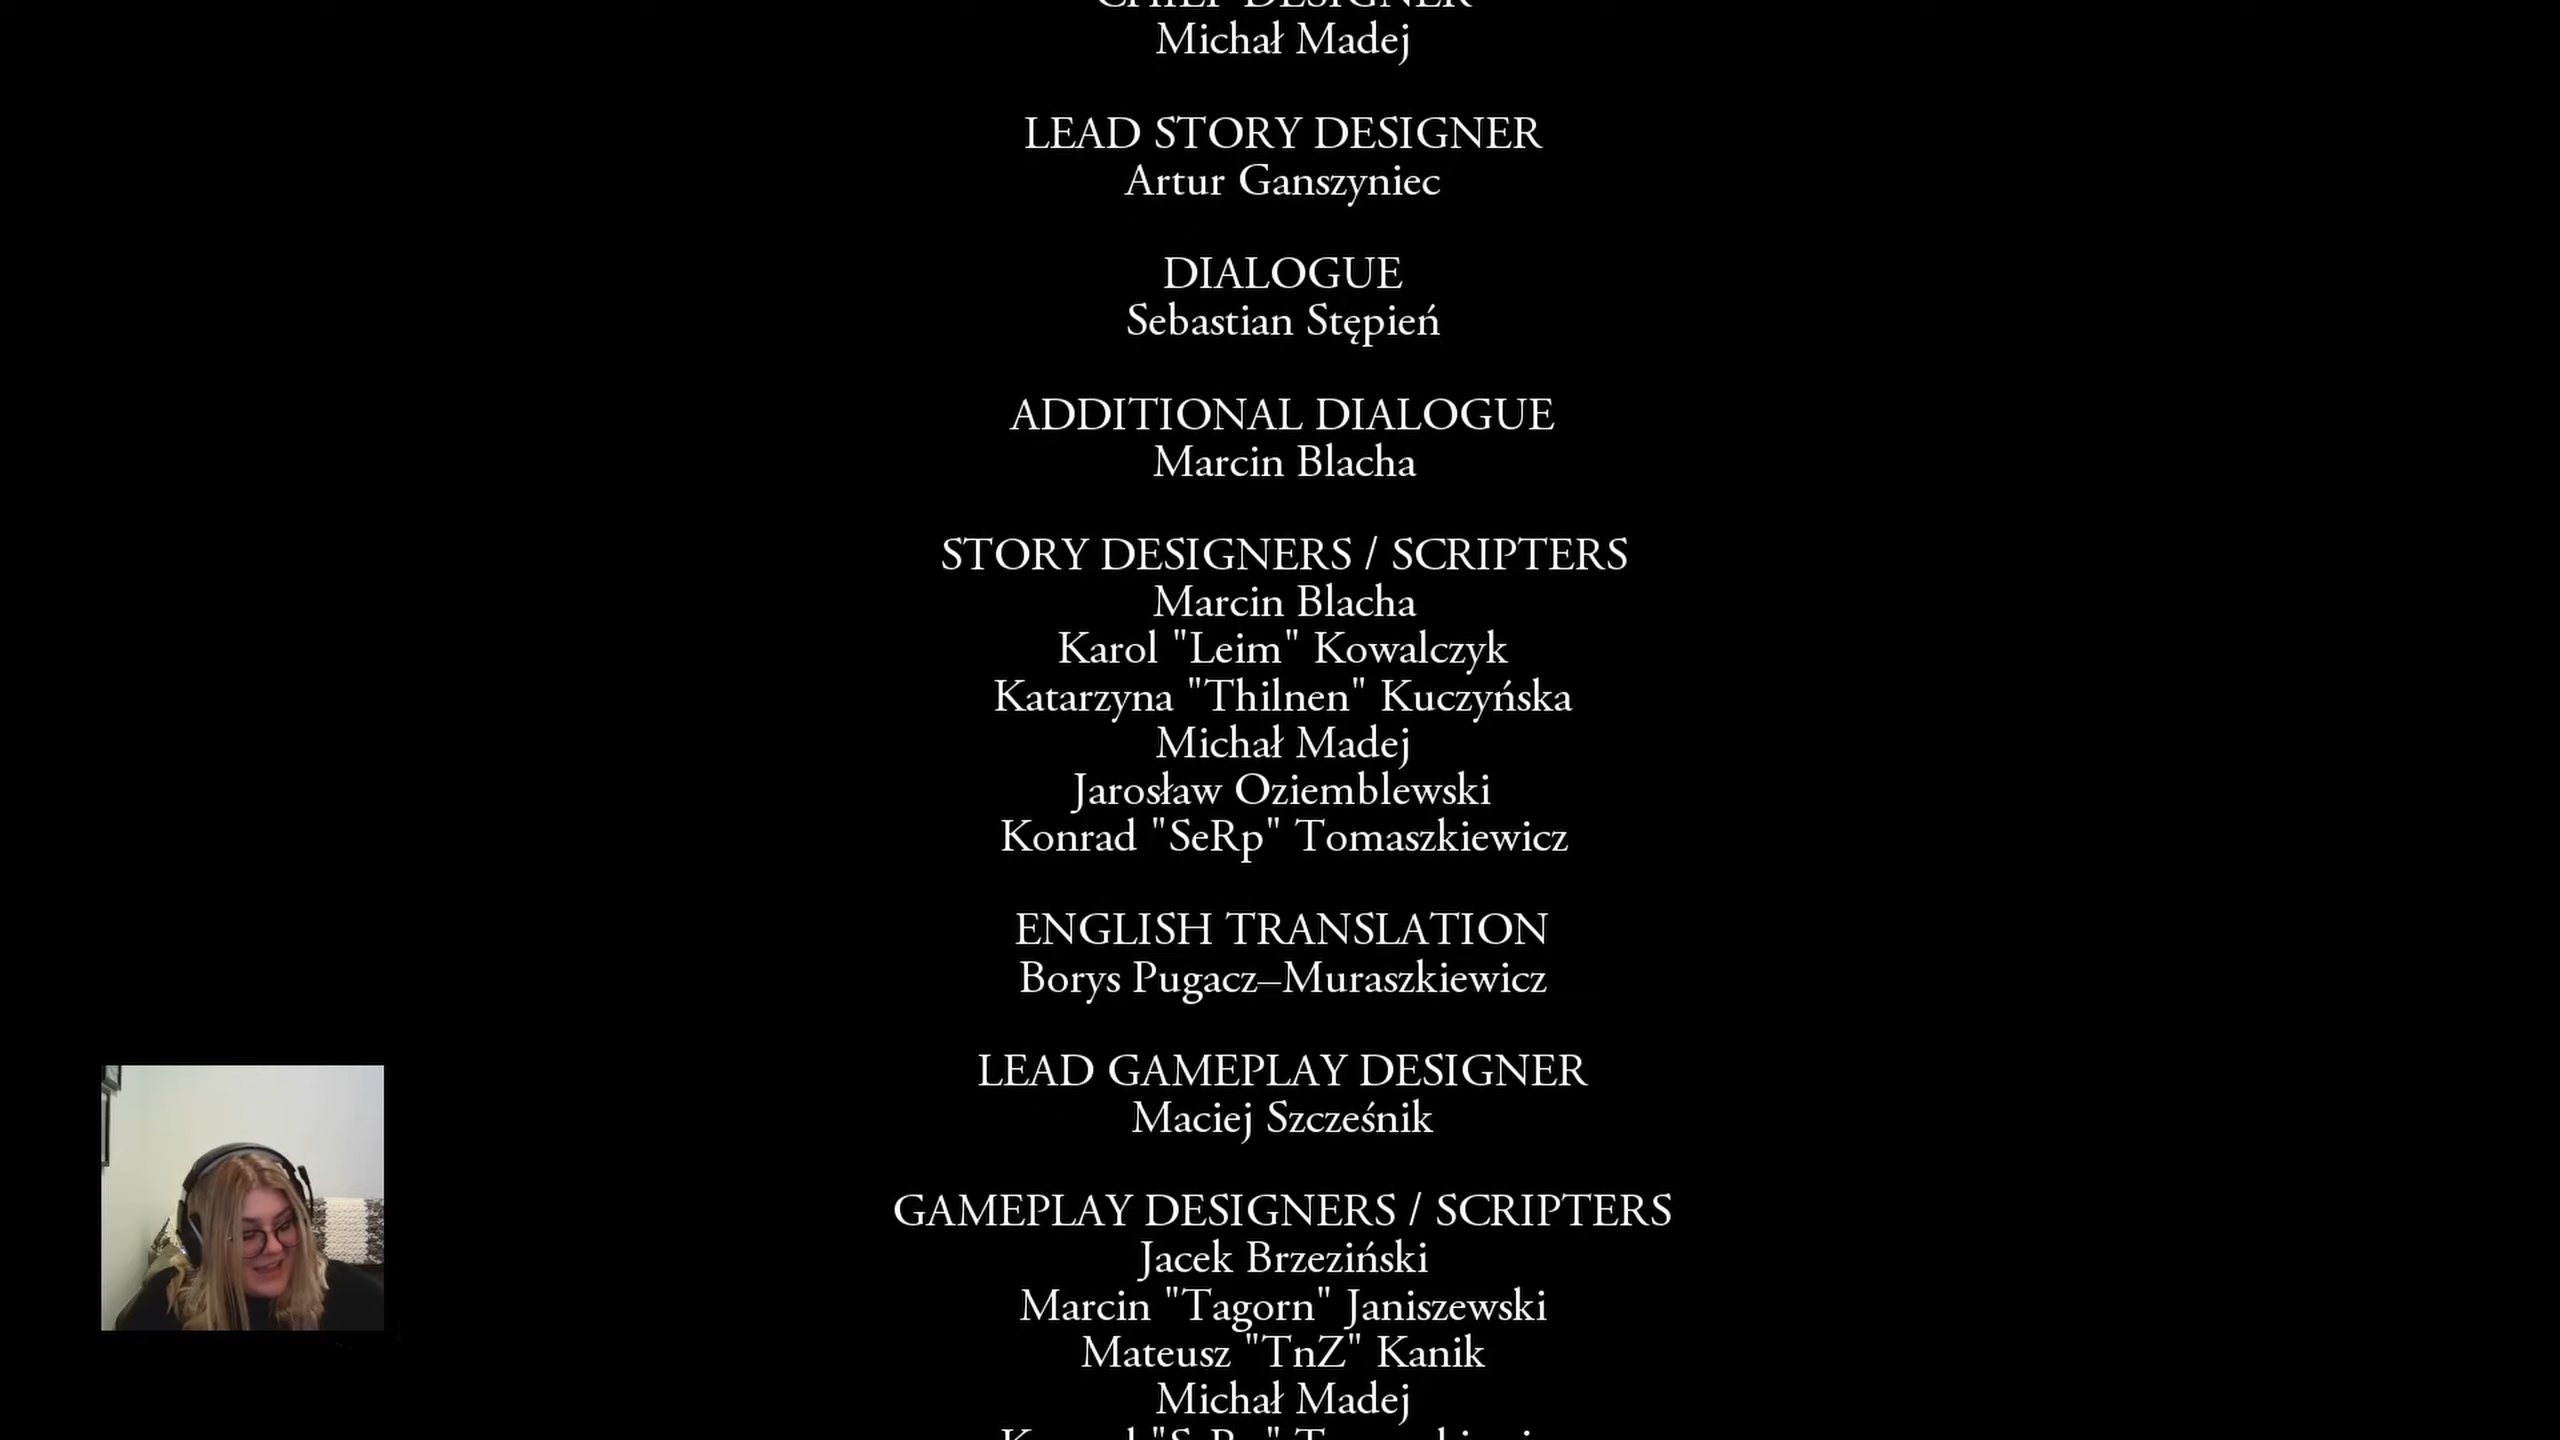 CHIEF DESIGNER
Michał Madej
LEAD STORY DESIGNER
Artur Ganszyniec
DIALOGUE
Sebastian Stępień
ADDITIONAL DIALOGUE
Marcin Blacha
STORY DESIGNERS / SCRIPTERS
Marcin Blacha
Karol "Leim" Kowalczyk
Katarzyna "Thilnen" Kuczyńska
Michał Madej
Jarosław Oziemblewski
Konrad "SeRp" Tomaszkiewicz
ENGLISH TRANSLATION
Borys Pugacz–Muraszkiewicz
LEAD GAMEPLAY DESIGNER
Maciej Szcześnik
GAMEPLAY DESIGNERS / SCRIPTERS
Jacek Brzeziński
Marcin "Tagorn" Janiszewski
Mateusz "TnZ" Kanik
Michał Madej